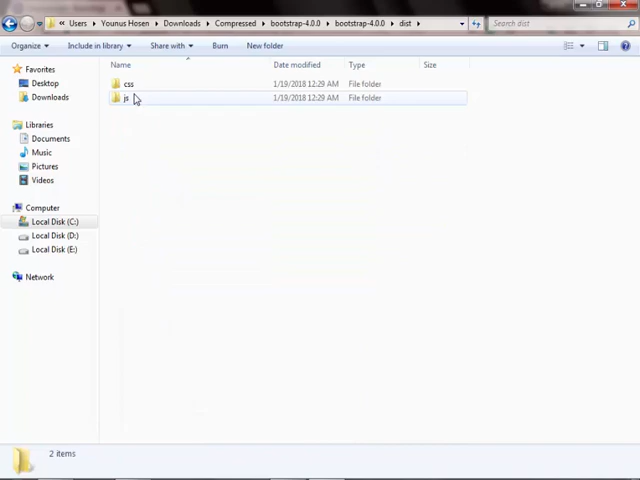 « Users ▸ Younus Hosen ▸ Downloads ▸ Compressed ▸ bootstrap-4.0.0 ▸ bootstrap-4.0.0 ▸ dist ▸ Search dist
Organize ▾ Include in library ▾ Share with ▾ Burn New folder
Favorites
Desktop
Downloads
Libraries
Documents
Music
Pictures
Videos
Computer
Local Disk (C:)
Local Disk (D:)
Local Disk (E:)
Network
Name Date modified Type Size
css 1/19/2018 12:29 AM File folder
js 1/19/2018 12:29 AM File folder
2 items